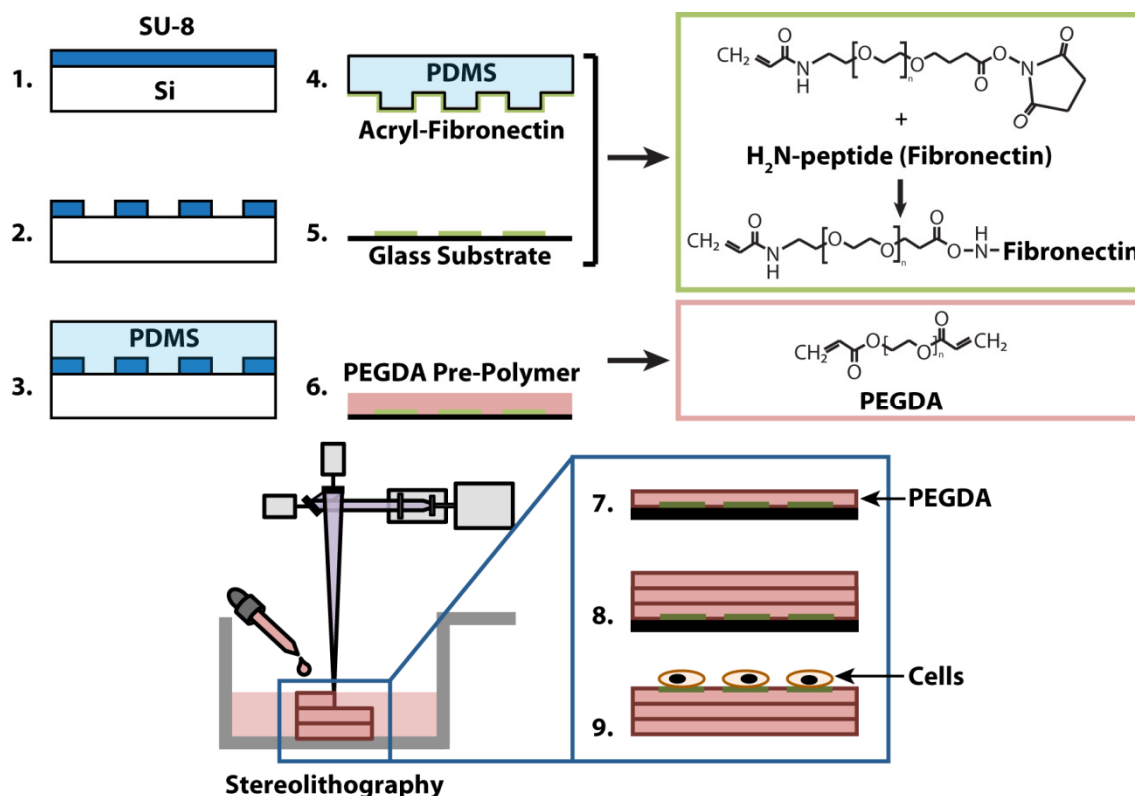 SU-8
1.
Si
2.
3.
PDMS
4.
PDMS
Acryl-Fibronectin
5.
Glass Substrate
6.
PEGDA Pre-Polymer
CH₂
O
N
H
O
O
n
O
O
O
N
O
O
+
H₂N-peptide (Fibronectin)
CH₂
O
N
H
O
O
n
O
O
H
N
Fibronectin
CH₂
O
O
O
n
O
CH₂
PEGDA
Stereolithography
7.
PEGDA
8.
9.
Cells